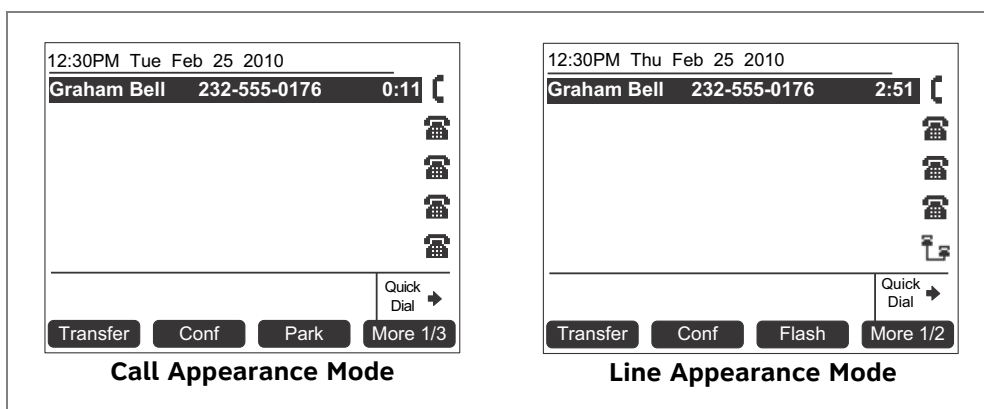 12:30PM Tue Feb 25 2010
Graham Bell 232-555-0176 0:11
Quick
Dial
Transfer Conf Park More 1/3
Call Appearance Mode
12:30PM Thu Feb 25 2010
Graham Bell 232-555-0176 2:51
Quick
Dial
Transfer Conf Flash More 1/2
Line Appearance Mode